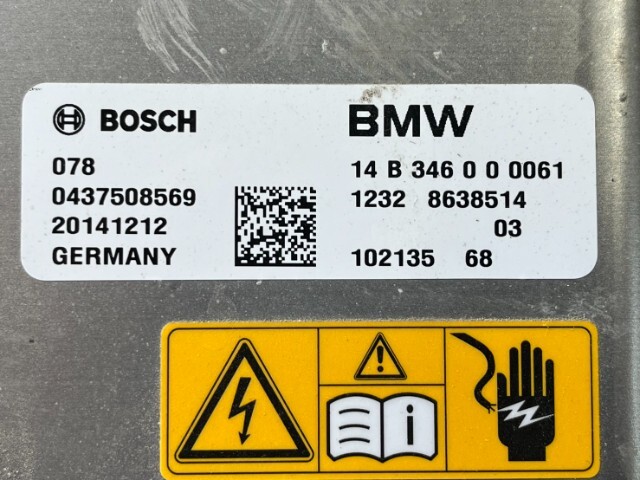 BOSCH
078
0437508569
20141212
GERMANY
BMW
14 B 346 0 0 0061
1232 8638514
03
102135 68
i